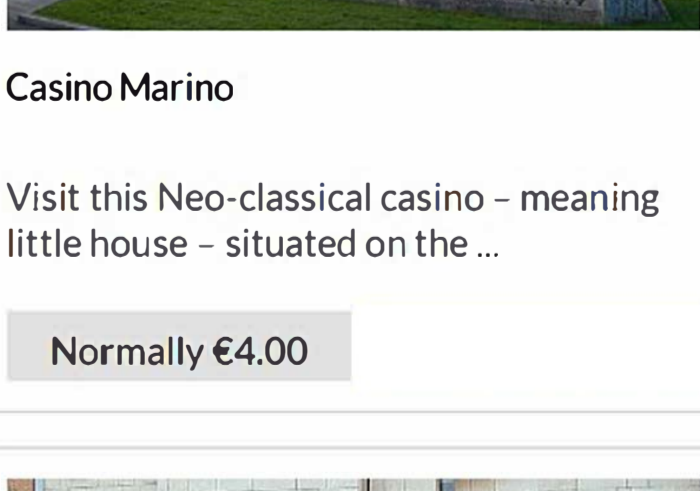 Casino Marino
Visit this Neo-classical casino – meaning
little house – situated on the ...
Normally €4.00